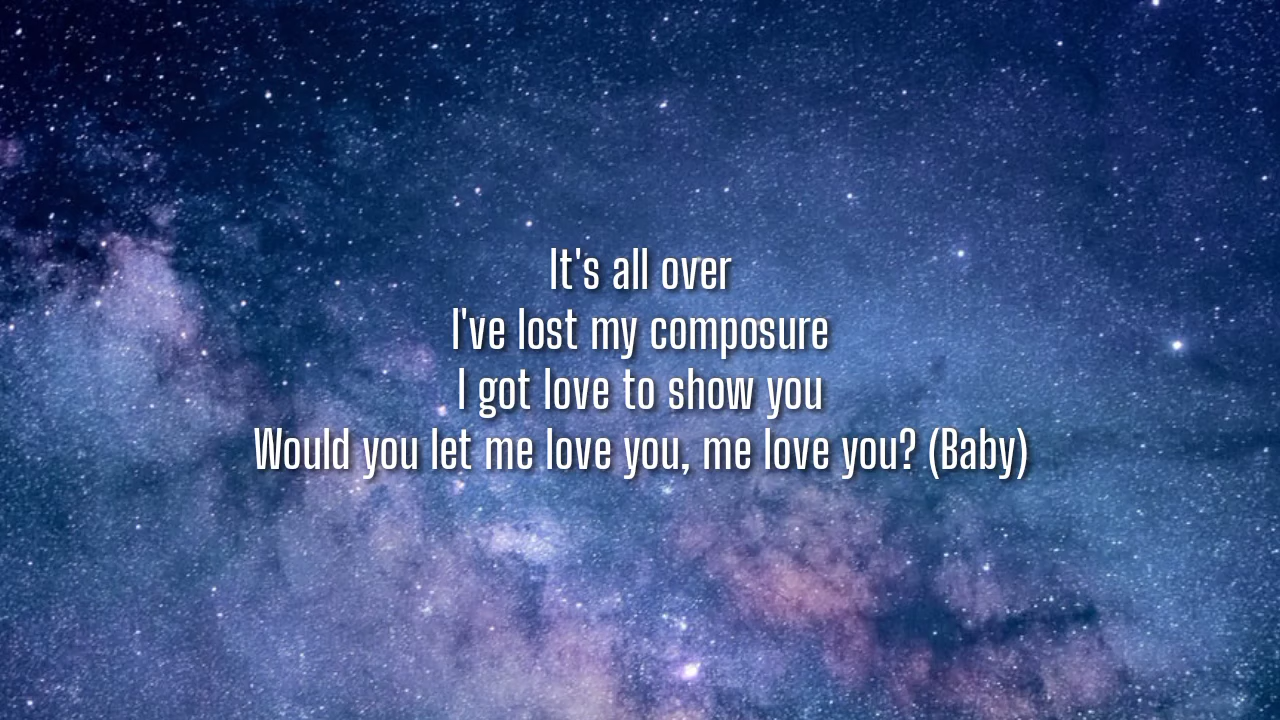 It's all over
I've lost my composure
I got love to show you
Would you let me love you, me love you? (Baby)